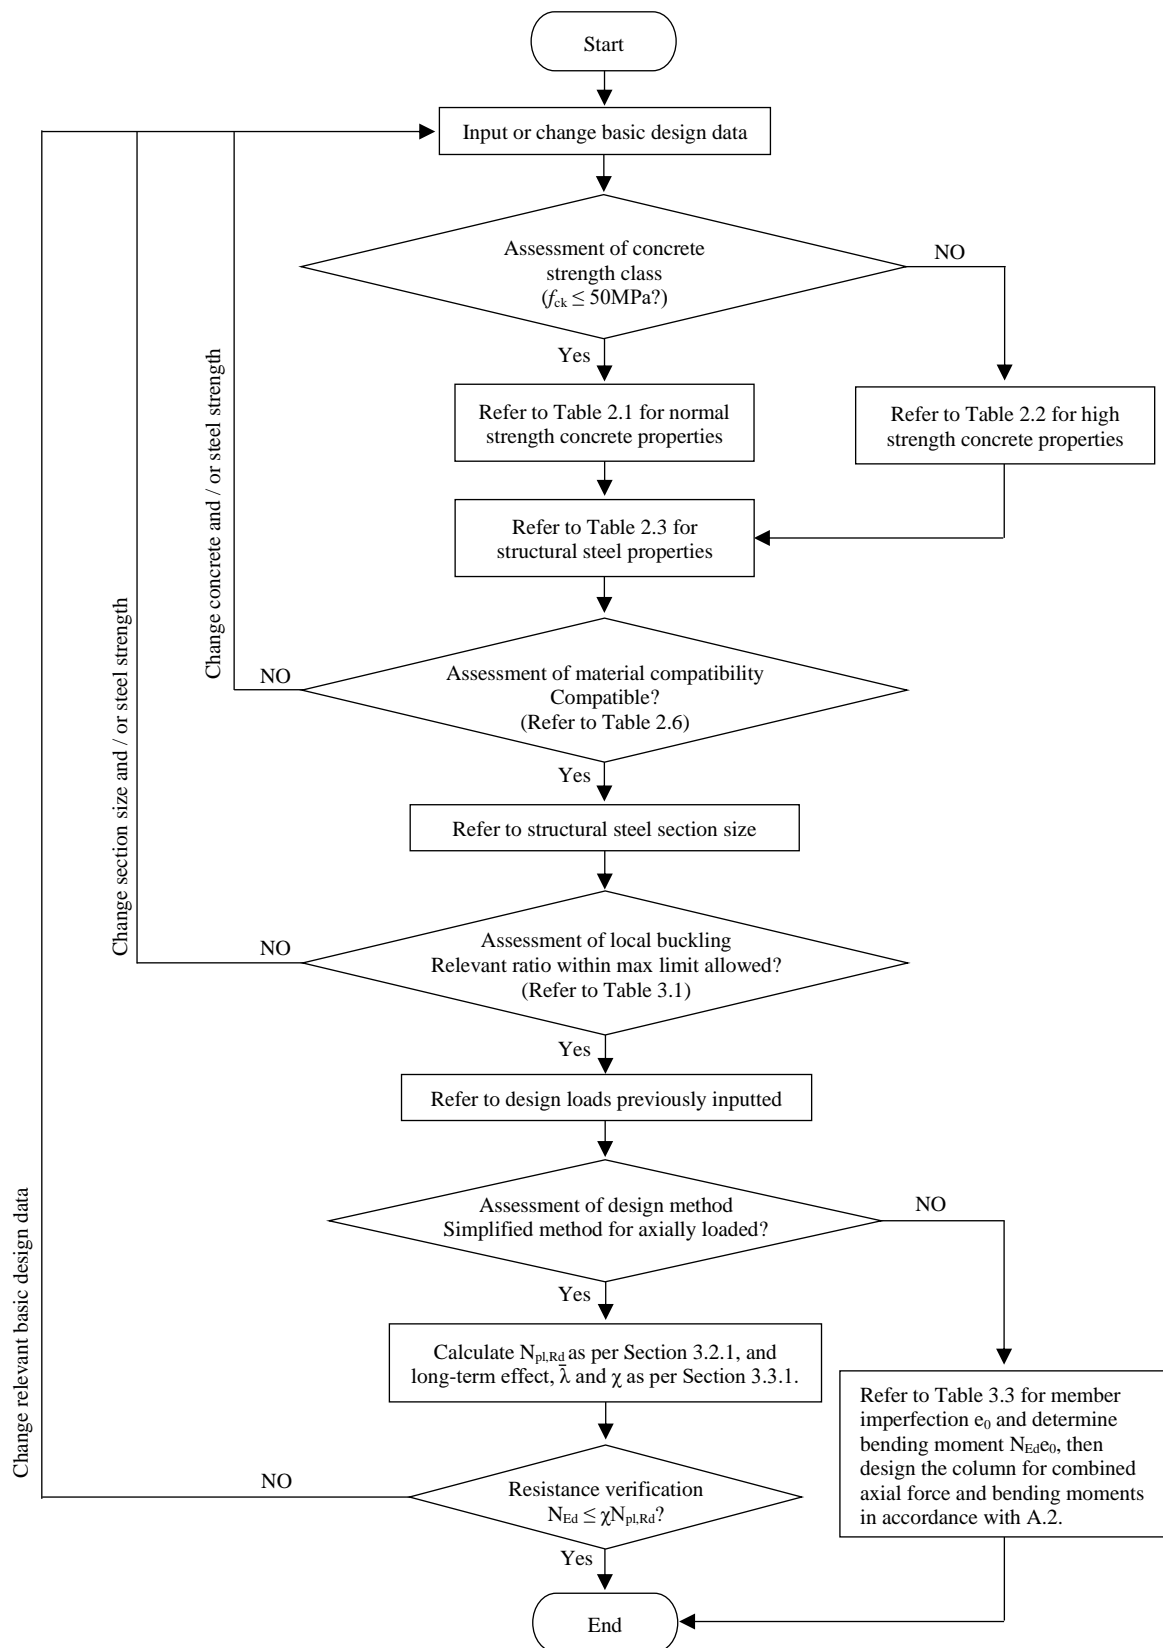 Start
Input or change basic design data
Assessment of concrete
strength class
(fck ≤ 50MPa?)
NO
Yes
Refer to Table 2.1 for normal
strength concrete properties
Refer to Table 2.2 for high
strength concrete properties
Refer to Table 2.3 for
structural steel properties
Change concrete and / or steel strength
Assessment of material compatibility
Compatible?
(Refer to Table 2.6)
NO
Yes
Change section size and / or steel strength
Refer to structural steel section size
Assessment of local buckling
Relevant ratio within max limit allowed?
(Refer to Table 3.1)
NO
Yes
Refer to design loads previously inputted
Assessment of design method
Simplified method for axially loaded?
NO
Yes
Change relevant basic design data
Calculate Npl,Rd as per Section 3.2.1, and
long-term effect, λ̄ and χ as per Section 3.3.1.
Refer to Table 3.3 for member
imperfection e0 and determine
bending moment NEde0, then
design the column for combined
axial force and bending moments
in accordance with A.2.
Resistance verification
NEd ≤ χNpl,Rd?
NO
Yes
End